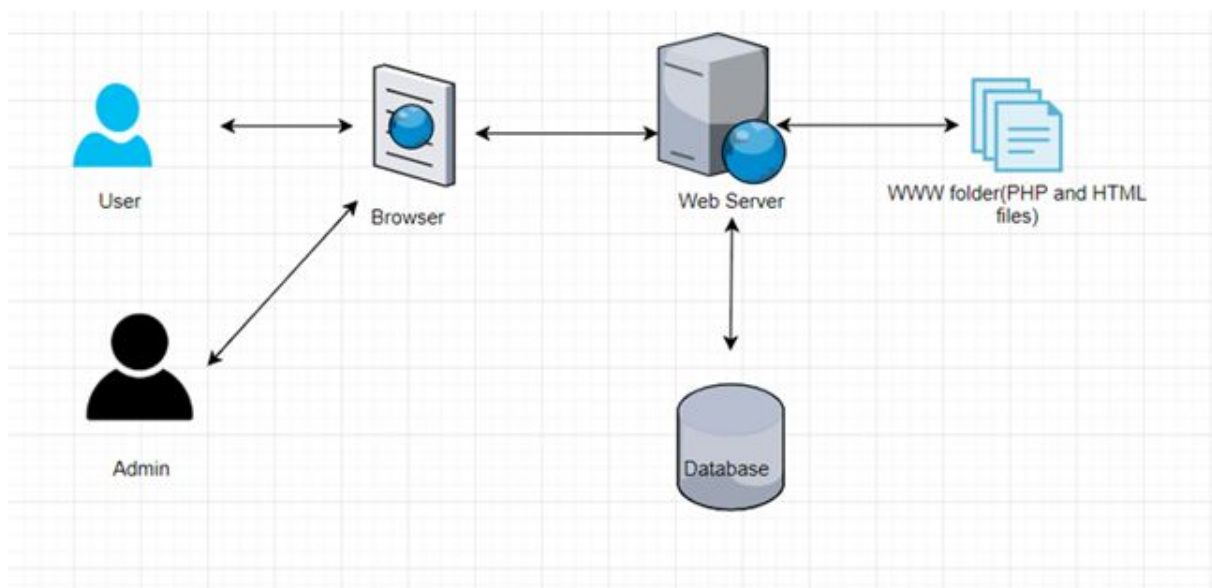 User
Browser
Web Server
WWW folder(PHP and HTML
files)
Admin
Database